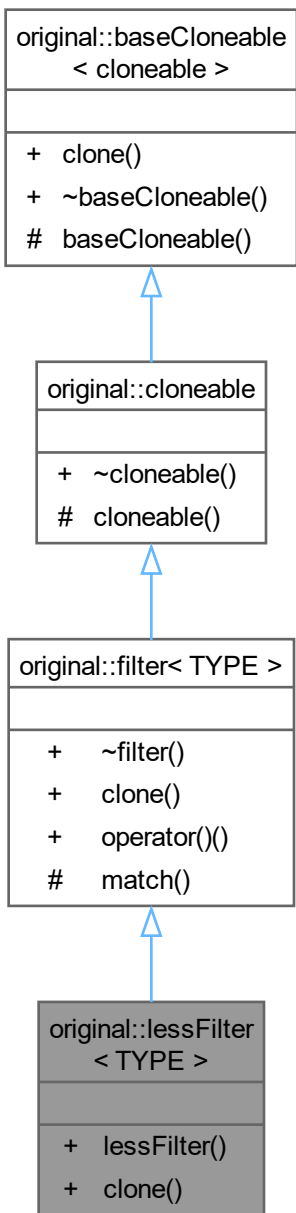 original::baseCloneable
< cloneable >
+ clone()
+ ~baseCloneable()
# baseCloneable()
original::cloneable
+ ~cloneable()
# cloneable()
original::filter< TYPE >
+ ~filter()
+ clone()
+ operator()()
# match()
original::lessFilter
< TYPE >
+ lessFilter()
+ clone()